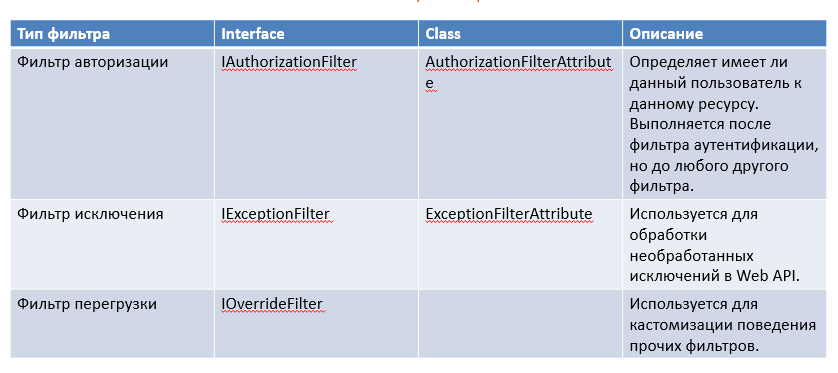 Тип фильтра Interface Class Описание
Фильтр авторизации IAuthorizationFilter AuthorizationFilterAttribut
e Определяет имеет ли
данный пользователь к
данному ресурсу.
Выполняется после
фильтра аутентификации,
но до любого другого
фильтра.
Фильтр исключения IExceptionFilter ExceptionFilterAttribute Используется для
обработки
необработанных
исключений в Web API.
Фильтр перегрузки IOverrideFilter Используется для
кастомизации поведения
прочих фильтров.